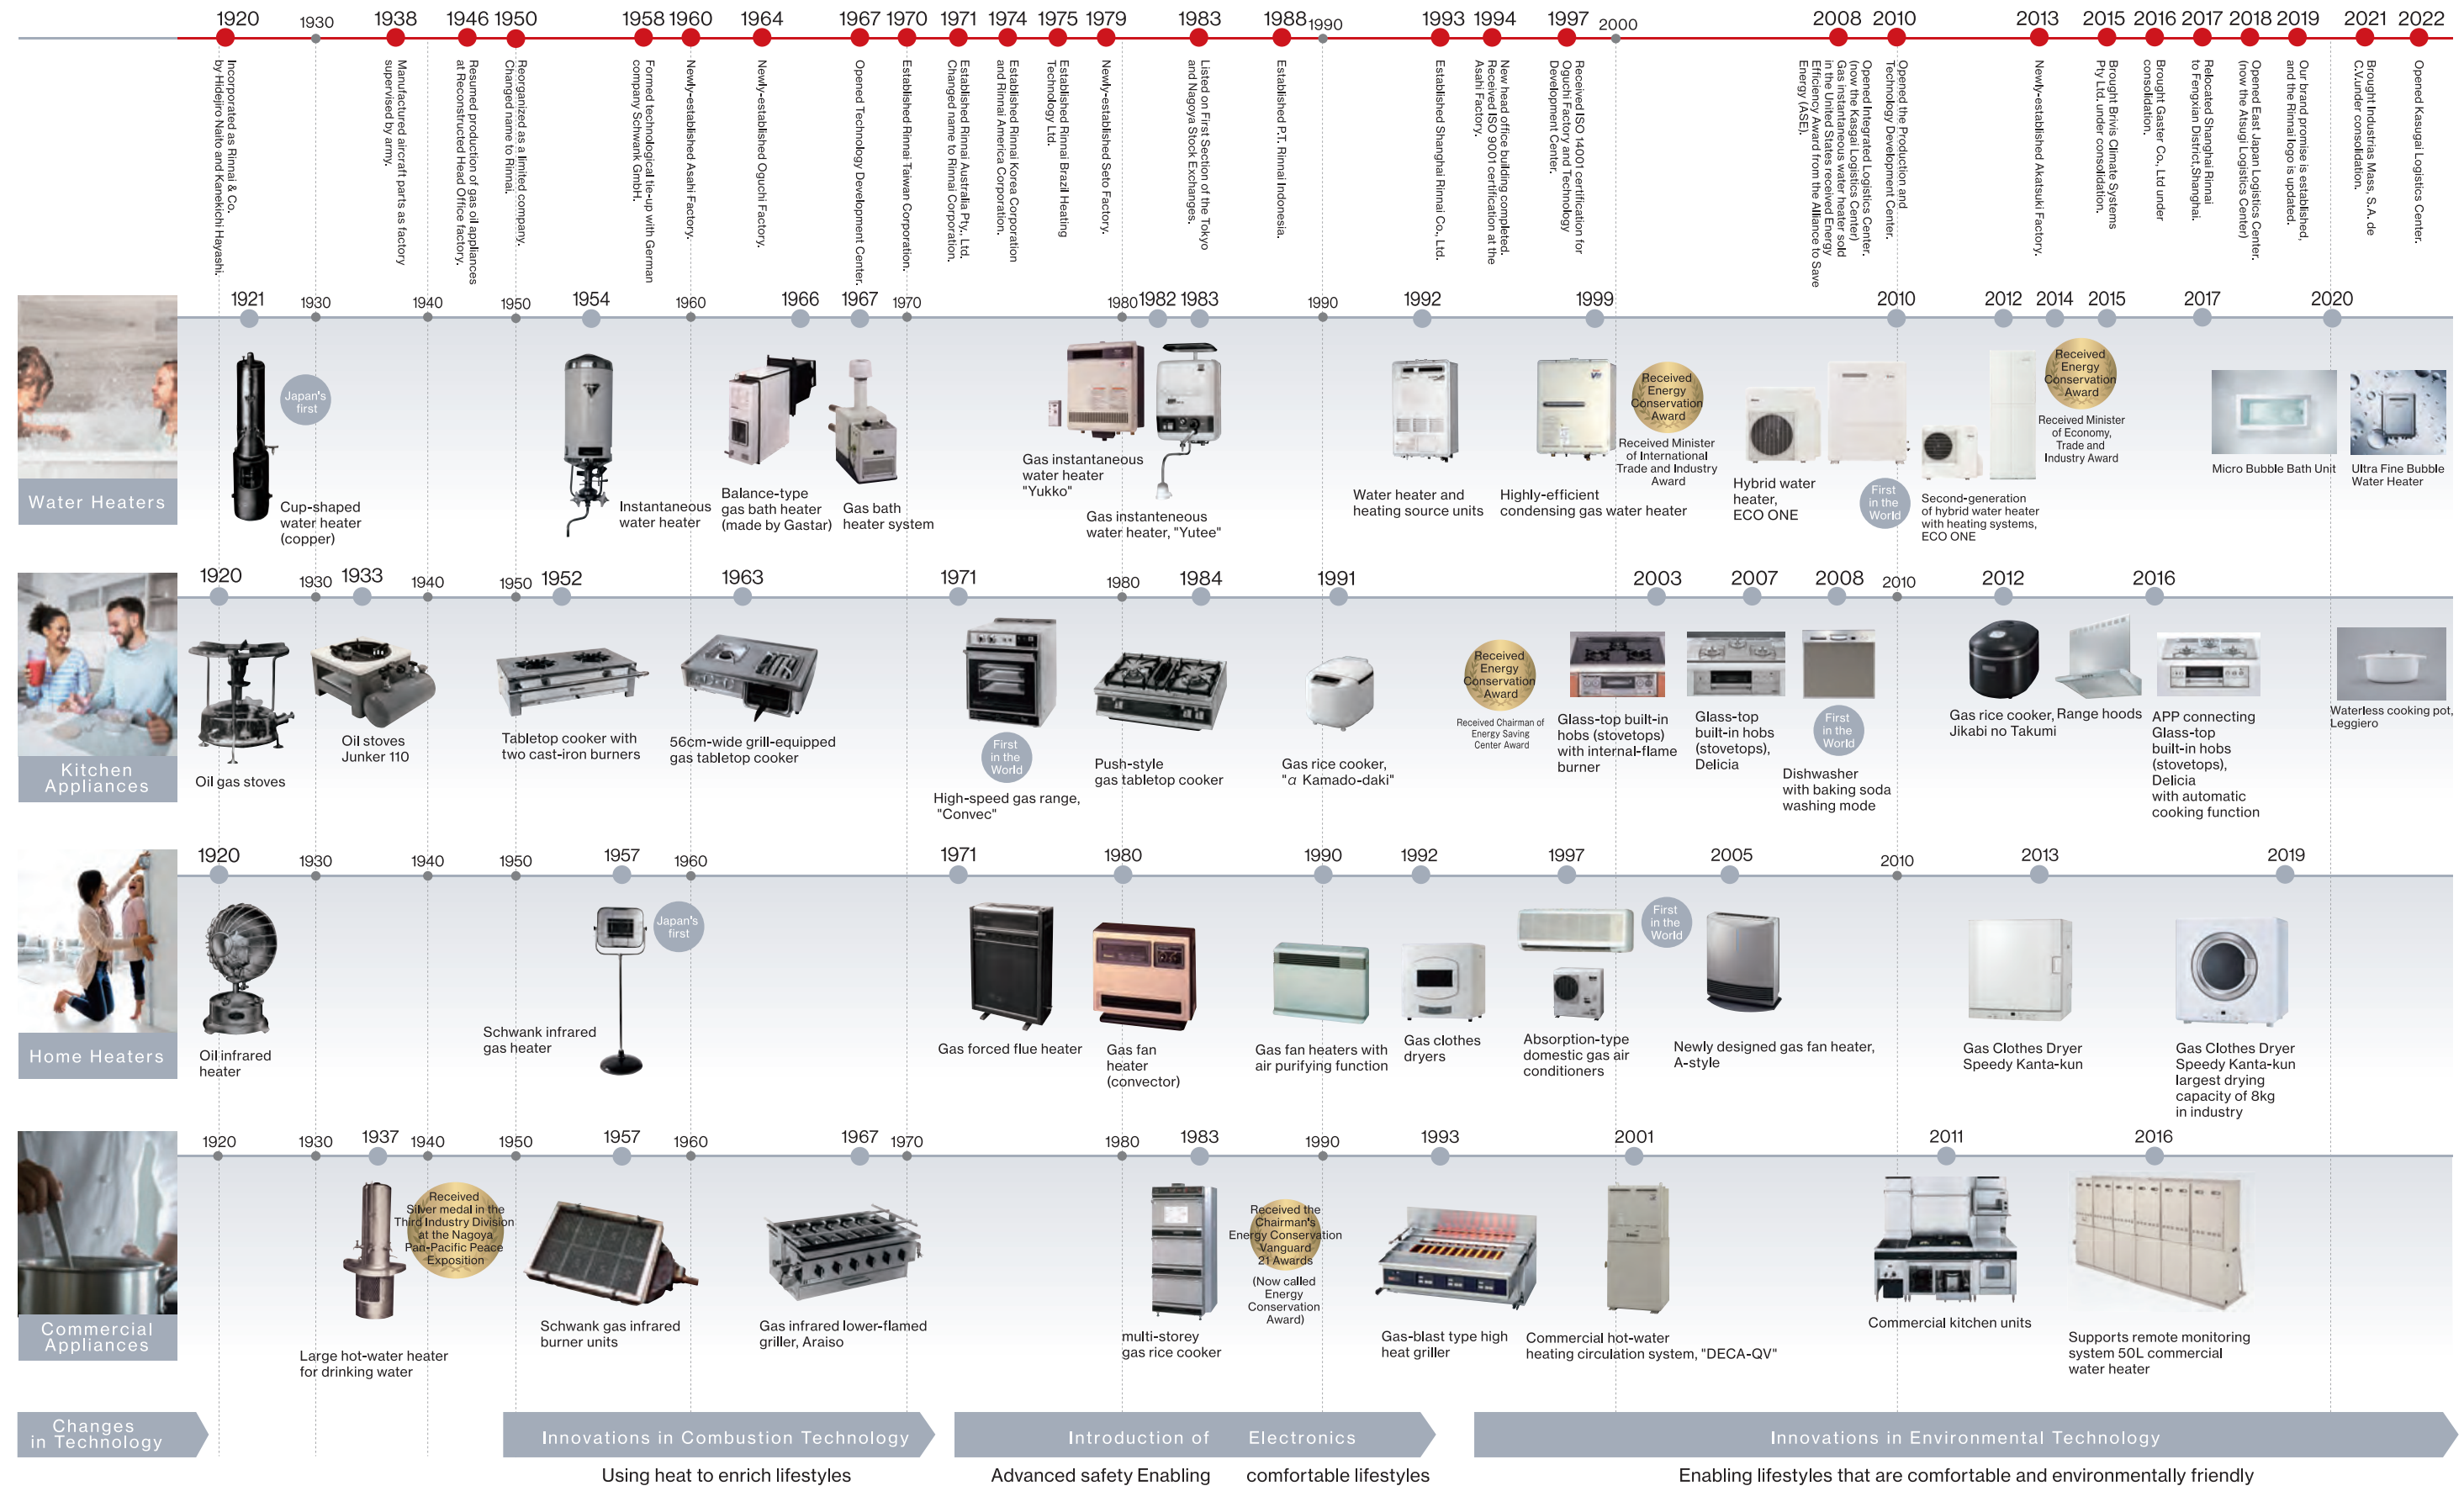 1920
1930
1938
1946
1950
1958
1960
1964
1967
1970
1971
1974
1975
1979
1983
1988
1990
1993
1994
1997
2000
2008
2010
2013
2015
2016
2017
2018
2019
2021
2022
Incorporated as Rinnai & Co.
by Hidejiro Naito and Kanekichi Hayashi.
Manufactured aircraft parts as factory
supervised by army.
Resumed production of gas oil appliances
at Reconstructed Head Office factory.
Reorganized as a limited company.
Changed name to Rinnai.
Formed technological tie-up with German
company Schwank GmbH.
Newly-established Asahi Factory.
Newly-established Oguchi Factory.
Opened Technology Development Center.
Established Rinnai Taiwan Corporation.
Established Rinnai Australia Pty., Ltd.
Changed name to Rinnai Corporation.
Established Rinnai Korea Corporation
and Rinnai America Corporation.
Established Rinnai Brazil Heating
Technology Ltd.
Newly-established Seto Factory.
Listed on First Section of the Tokyo
and Nagoya Stock Exchanges.
Established P.T. Rinnai Indonesia.
Established Shanghai Rinnai Co., Ltd.
New head office building completed.
Received ISO 9001 certification at the
Asahi Factory.
Received ISO 14001 certification for
Oguchi Factory and Technology
Development Center.
Opened Integrated Logistics Center.
(now the Kasgai Logistics Center)
Gas instantaneous water heater sold
in the United States received Energy
Efficiency Award from the Alliance to Save
Energy (ASE).
Opened the Production and
Technology Development Center.
Newly-established Akatsuki Factory.
Brought Brivis Climate Systems
Pty Ltd. under consolidation.
Brought Gaster Co., Ltd under
consolidation.
Relocated Shanghai Rinnai
to Fengxian District,Shanghai.
Opened East Japan Logistics Center.
(now the Atsugi Logistics Center)
Our brand promise is established,
and the Rinnai logo is updated.
Brought Industrias Mass, S.A. de
C.V.under consolidation.
Opened Kasugai Logistics Center.
Water Heaters
1921
1930
1940
1950
1954
1960
1966
1967
1970
1980
1982
1983
1990
1992
1999
2010
2012
2014
2015
2017
2020
Japan's
first
Cup-shaped
water heater
(copper)
Instantaneous
water heater
Balance-type
gas bath heater
(made by Gastar)
Gas bath
heater system
Gas instantaneous
water heater
"Yukko"
Gas instanteneous
water heater, "Yutee"
Water heater and
heating source units
Highly-efficient
condensing gas water heater
Received
Energy
Conservation
Award
Received Minister
of International
Trade and Industry
Award
Hybrid water
heater,
ECO ONE
First
in the
World
Second-generation
of hybrid water heater
with heating systems,
ECO ONE
Received
Energy
Conservation
Award
Received Minister
of Economy,
Trade and
Industry Award
Micro Bubble Bath Unit
Ultra Fine Bubble
Water Heater
Kitchen
Appliances
1920
1930
1933
1940
1950
1952
1963
1971
1980
1984
1991
2003
2007
2008
2010
2012
2016
Oil gas stoves
Oil stoves
Junker 110
Tabletop cooker with
two cast-iron burners
56cm-wide grill-equipped
gas tabletop cooker
First
in the
World
High-speed gas range,
"Convec"
Push-style
gas tabletop cooker
Gas rice cooker,
"α Kamado-daki"
Received
Energy
Conservation
Award
Received Chairman of
Energy Saving
Center Award
Glass-top built-in
hobs (stovetops)
with internal-flame
burner
Glass-top
built-in hobs
(stovetops),
Delicia
First
in the
World
Dishwasher
with baking soda
washing mode
Gas rice cooker,
Jikabi no Takumi
Range hoods
APP connecting
Glass-top
built-in hobs
(stovetops),
Delicia
with automatic
cooking function
Waterless cooking pot,
Leggiero
Home Heaters
1920
1930
1940
1950
1957
1960
1971
1980
1990
1992
1997
2005
2010
2013
2019
Oil infrared
heater
Schwank infrared
gas heater
Japan's
first
Gas forced flue heater
Gas fan
heater
(convector)
Gas fan heaters with
air purifying function
Gas clothes
dryers
Absorption-type
domestic gas air
conditioners
First
in the
World
Newly designed gas fan heater,
A-style
Gas Clothes Dryer
Speedy Kanta-kun
Gas Clothes Dryer
Speedy Kanta-kun
largest drying
capacity of 8kg
in industry
Commercial
Appliances
1920
1930
1937
1940
1950
1957
1960
1967
1970
1980
1983
1990
1993
2001
2011
2016
Large hot-water heater
for drinking water
Received
Silver medal in the
Third Industry Division
at the Nagoya
Pan-Pacific Peace
Exposition
Schwank gas infrared
burner units
Gas infrared lower-flamed
griller, Araiso
multi-storey
gas rice cooker
Received the
Chairman's
Energy Conservation
Vanguard
21 Awards
(Now called
Energy
Conservation
Award)
Gas-blast type high
heat griller
Commercial hot-water
heating circulation system, "DECA-QV"
Commercial kitchen units
Supports remote monitoring
system 50L commercial
water heater
Changes
in Technology
Innovations in Combustion Technology
Using heat to enrich lifestyles
Introduction of Electronics
Advanced safety Enabling comfortable lifestyles
Innovations in Environmental Technology
Enabling lifestyles that are comfortable and environmentally friendly